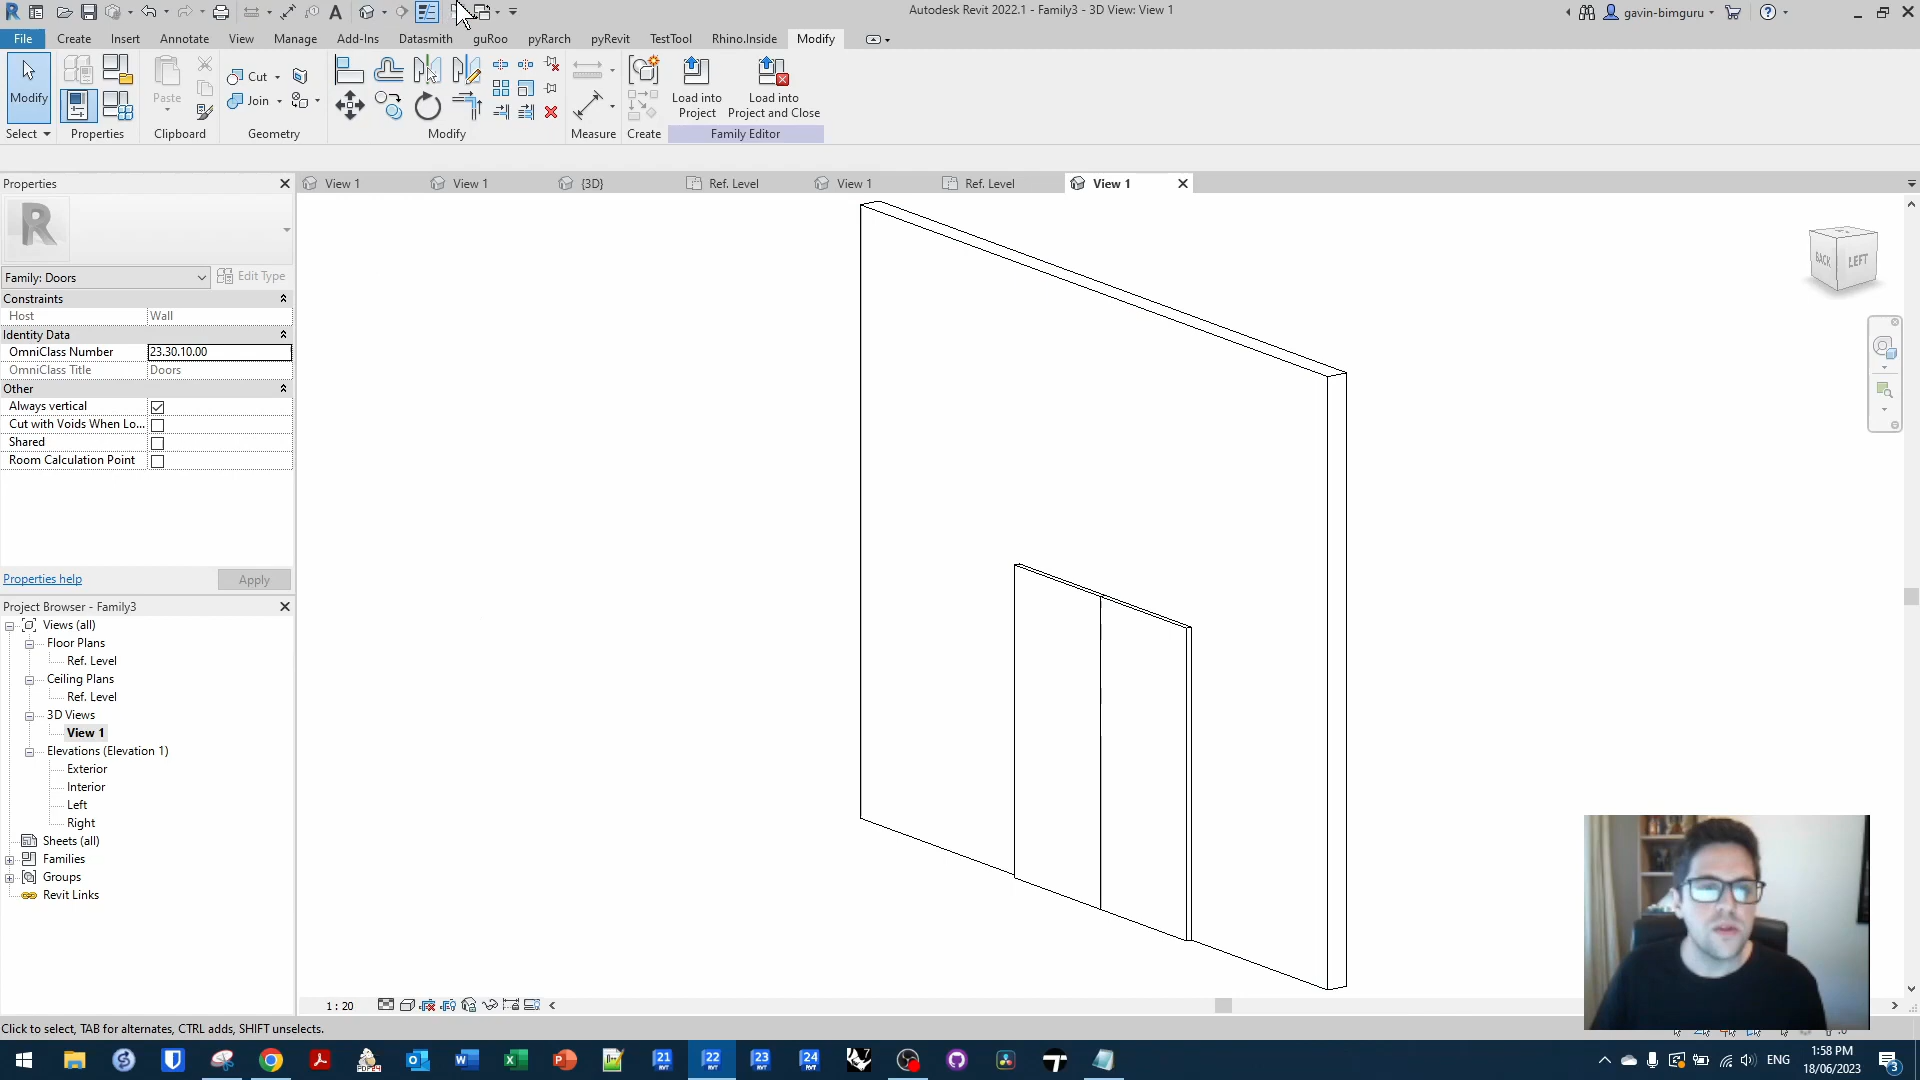 Autodesk Revit 2022.1 - Family3 - 3D View: View 1
gavin-bimguru
File Create Insert Annotate View Manage Add-Ins Datasmith guRoo pyRarch pyRevit TestTool Rhino.Inside Modify
Modify
Paste
Cut
Join
Load into Project
Load into Project and Close
Select Properties Clipboard Geometry Modify Measure Create Family Editor
Properties
View 1 View 1 {3D} Ref. Level View 1 Ref. Level View 1
R
Family: Doors
Edit Type
Constraints
Host Wall
Identity Data
OmniClass Number 23.30.10.00
OmniClass Title Doors
Other
Always vertical
Cut with Voids When Lo...
Shared
Room Calculation Point
Properties help
Apply
BACK LEFT
Project Browser - Family3
Views (all)
Floor Plans
Ref. Level
Ceiling Plans
Ref. Level
3D Views
View 1
Elevations (Elevation 1)
Exterior
Interior
Left
Right
Sheets (all)
Families
Groups
Revit Links
1 : 20
Click to select, TAB for alternates, CTRL adds, SHIFT unselects.
21 22 23 24
ENG
1:58 PM
18/06/2023
3